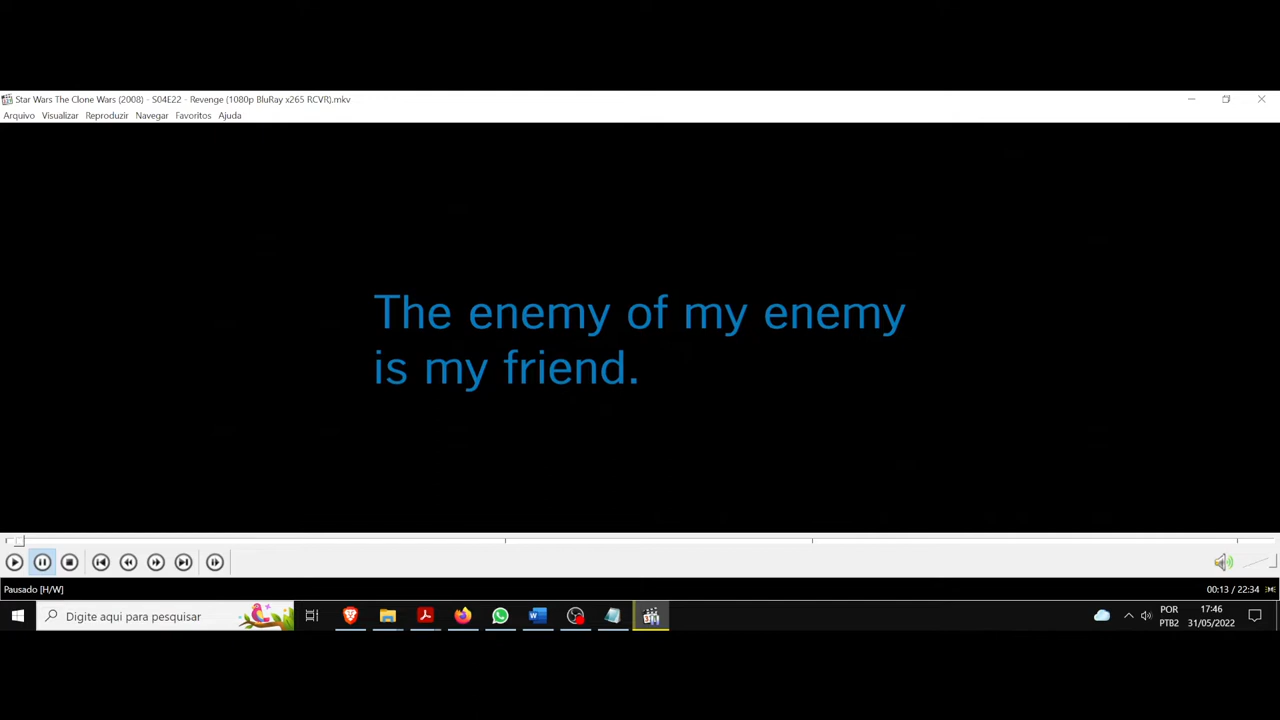 Star Wars The Clone Wars (2008) - S04E22 - Revenge (1080p BluRay x265 RCVR).mkv
Arquivo Visualizar Reproduzir Navegar Favoritos Ajuda
The enemy of my enemy
is my friend.
Pausado [H/W]
00:13 / 22:34
Digite aqui para pesquisar
POR
PTB2
17:46
31/05/2022